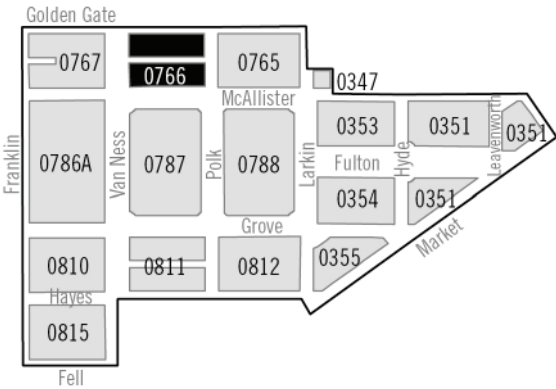 Golden Gate
0767
0766
0765
0347
McAllister
Franklin
Van Ness
Polk
Larkin
Hyde
Leavenworth
0353
0351
0351
0786A
0787
0788
Fulton
0354
0351
Grove
Market
0810
0811
0812
0355
Hayes
0815
Fell